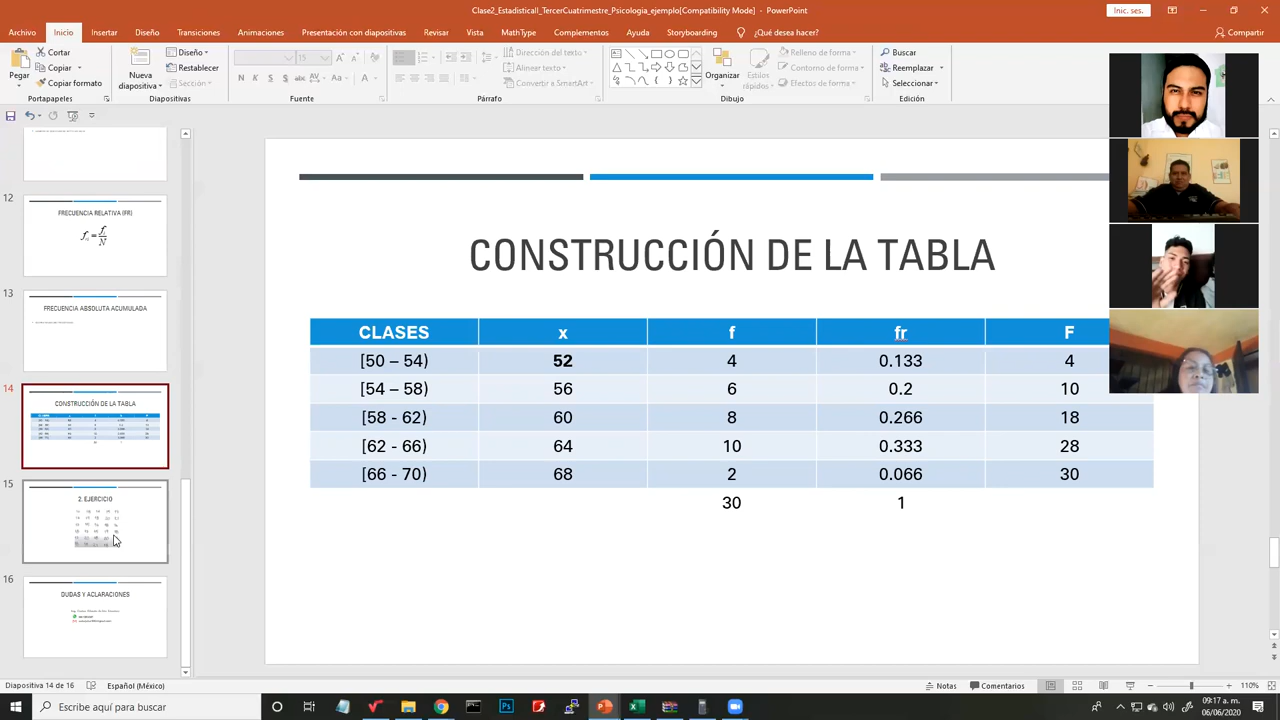 Clase2_EstadisticaII_TercerCuatrimestre_Psicologia_ejemplo[Compatibility Mode] - PowerPoint
Inic. ses.
Archivo Inicio Insertar Diseño Transiciones Animaciones Presentación con diapositivas Revisar Vista MathType Complementos Ayuda Storyboarding ¿Qué desea hacer? Compartir
Pegar
Cortar
Copiar
Copiar formato
Portapapeles
Nueva diapositiva
Diseño
Restablecer
Sección
Diapositivas
15
N K S S abc AV Aa A
Fuente
Párrafo
Dirección del texto
Alinear texto
Convertir a SmartArt
Organizar
Estilos rápidos
Relleno de forma
Contorno de forma
Efectos de forma
Dibujo
Buscar
Reemplazar
Seleccionar
Edición
12
FRECUENCIA RELATIVA (FR)
13
FRECUENCIA ABSOLUTA ACUMULADA
14
CONSTRUCCIÓN DE LA TABLA
15
2. EJERCICIO
16
DUDAS Y ACLARACIONES
CONSTRUCCIÓN DE LA TABLA
CLASES x f fr F
[50 – 54) 52 4 0.133 4
[54 – 58) 56 6 0.2 10
[58 - 62) 60 8 0.266 18
[62 - 66) 64 10 0.333 28
[66 - 70) 68 2 0.066 30
30 1
Diapositiva 14 de 16 Español (México) Notas Comentarios 110%
Escribe aquí para buscar
09:17 a. m.
06/06/2020